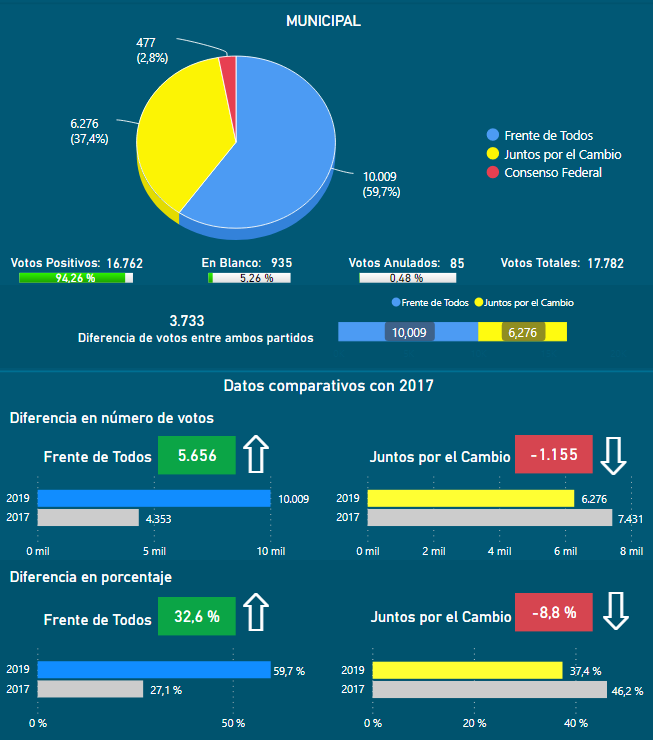 MUNICIPAL
477
(2,8%)
6.276
(37,4%)
10.009
(59,7%)
Frente de Todos
Juntos por el Cambio
Consenso Federal
Votos Positivos: 16.762
94,26 %
En Blanco: 935
5,26 %
Votos Anulados: 85
0,48 %
Votos Totales: 17.782
3.733
Diferencia de votos entre ambos partidos
Frente de Todos Juntos por el Cambio
10,009 6,276
Datos comparativos con 2017
Diferencia en número de votos
Frente de Todos 5.656
2019 10.009
2017 4.353
0 mil 5 mil 10 mil
Juntos por el Cambio -1.155
2019 6.276
2017 7.431
0 mil 2 mil 4 mil 6 mil 8 mil
Diferencia en porcentaje
Frente de Todos 32,6 %
2019 59,7 %
2017 27,1 %
0 % 50 %
Juntos por el Cambio -8,8 %
2019 37,4 %
2017 46,2 %
0 % 20 % 40 %